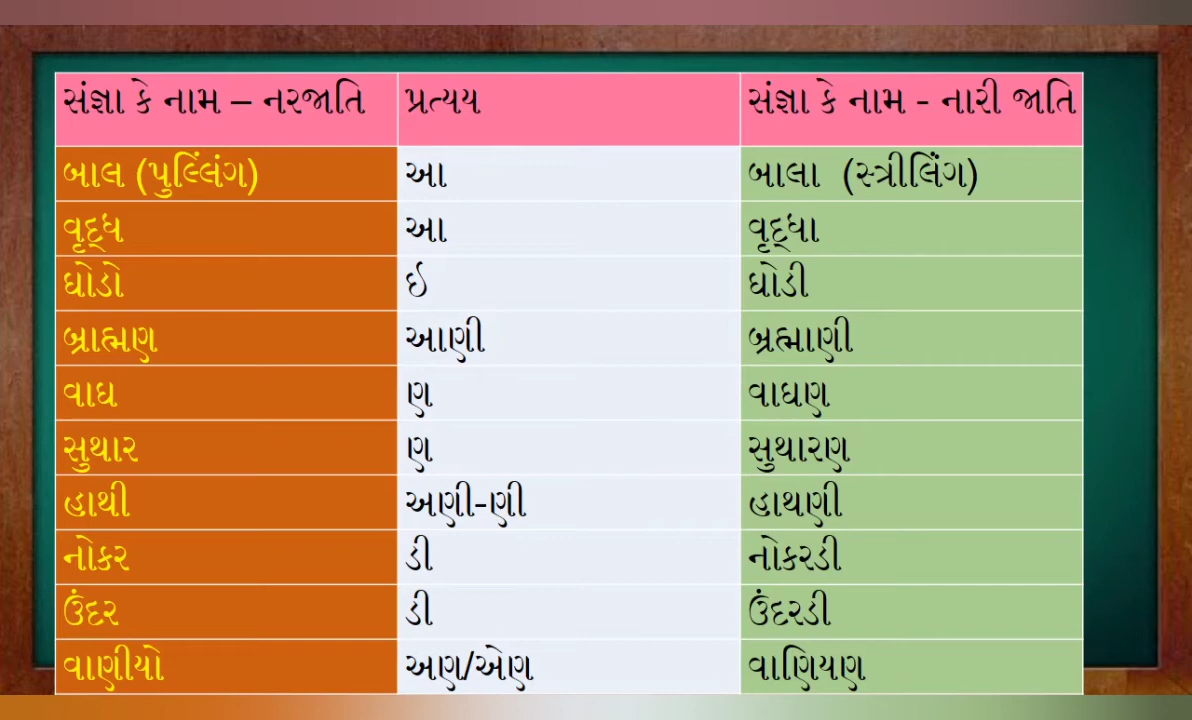 સંજ્ઞા કે નામ – નરજાતિ પ્રત્યય સંજ્ઞા કે નામ - નારી જાતિ
બાલ (પુલ્લિંગ) આ બાલા (સ્ત્રીલિંગ)
વૃદ્ધ આ વૃદ્ધા
ઘોડો ઈ ઘોડી
બ્રાહ્મણ આણી બ્રહ્માણી
વાઘ ણ વાઘણ
સુથાર ણ સુથારણ
હાથી અણી-ણી હાથણી
નોકર ડી નોકરડી
ઉંદર ડી ઉંદરડી
વાણીયો અણ/એણ વાણિયણ